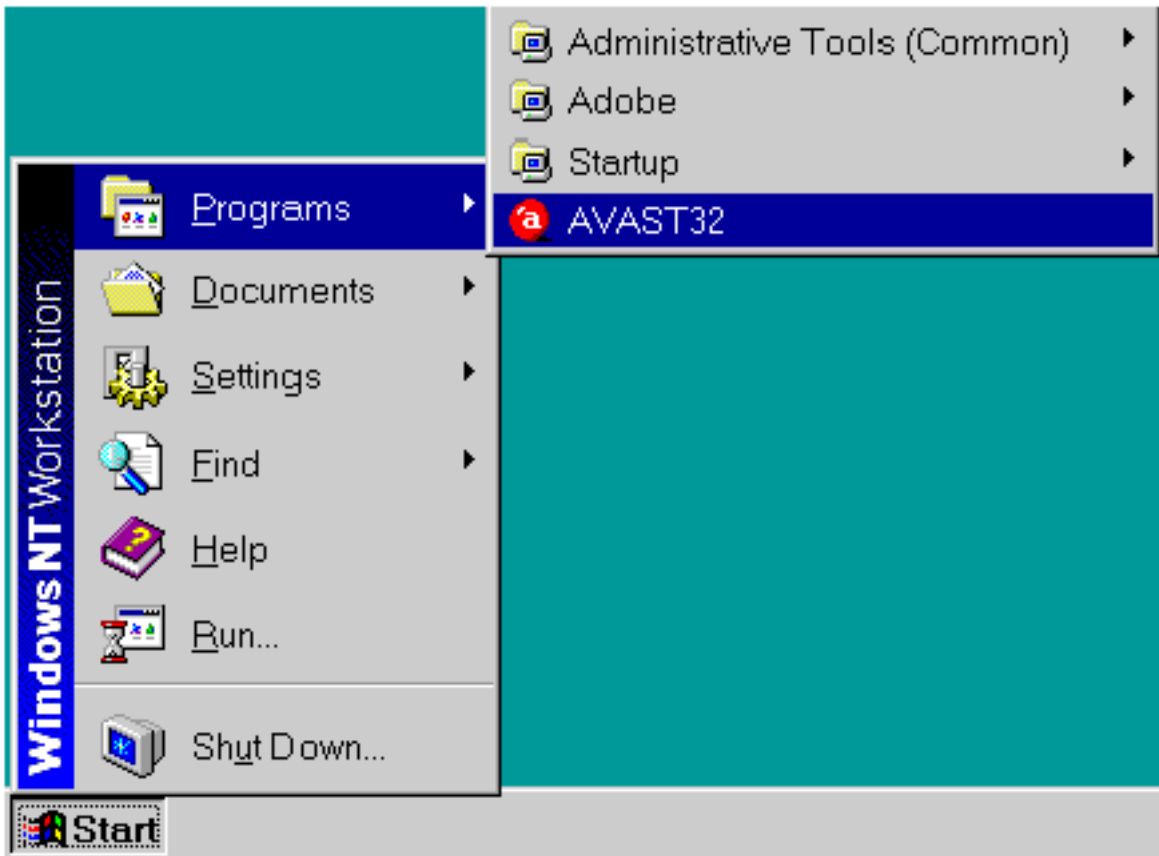 Administrative Tools (Common)
Adobe
Startup
AVAST32
Programs
Documents
Settings
Find
Help
Run...
Shut Down...
Windows NT Workstation
Start